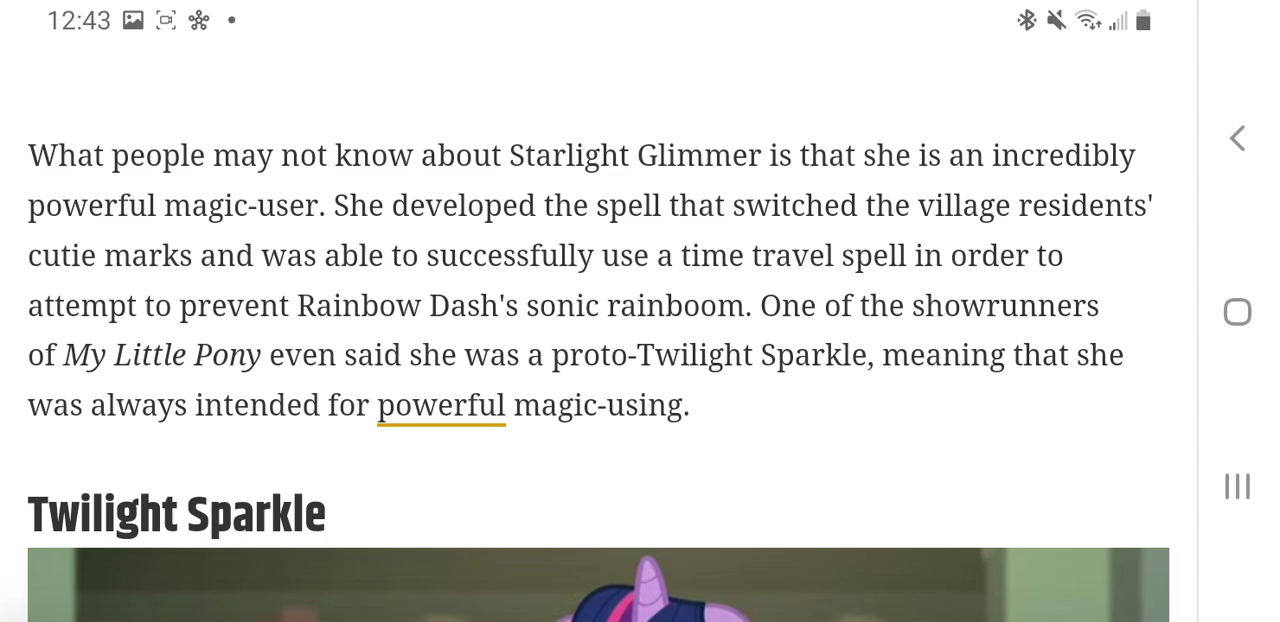 12:43
What people may not know about Starlight Glimmer is that she is an incredibly
powerful magic-user. She developed the spell that switched the village residents'
cutie marks and was able to successfully use a time travel spell in order to
attempt to prevent Rainbow Dash's sonic rainboom. One of the showrunners
of My Little Pony even said she was a proto-Twilight Sparkle, meaning that she
was always intended for powerful magic-using.
Twilight Sparkle